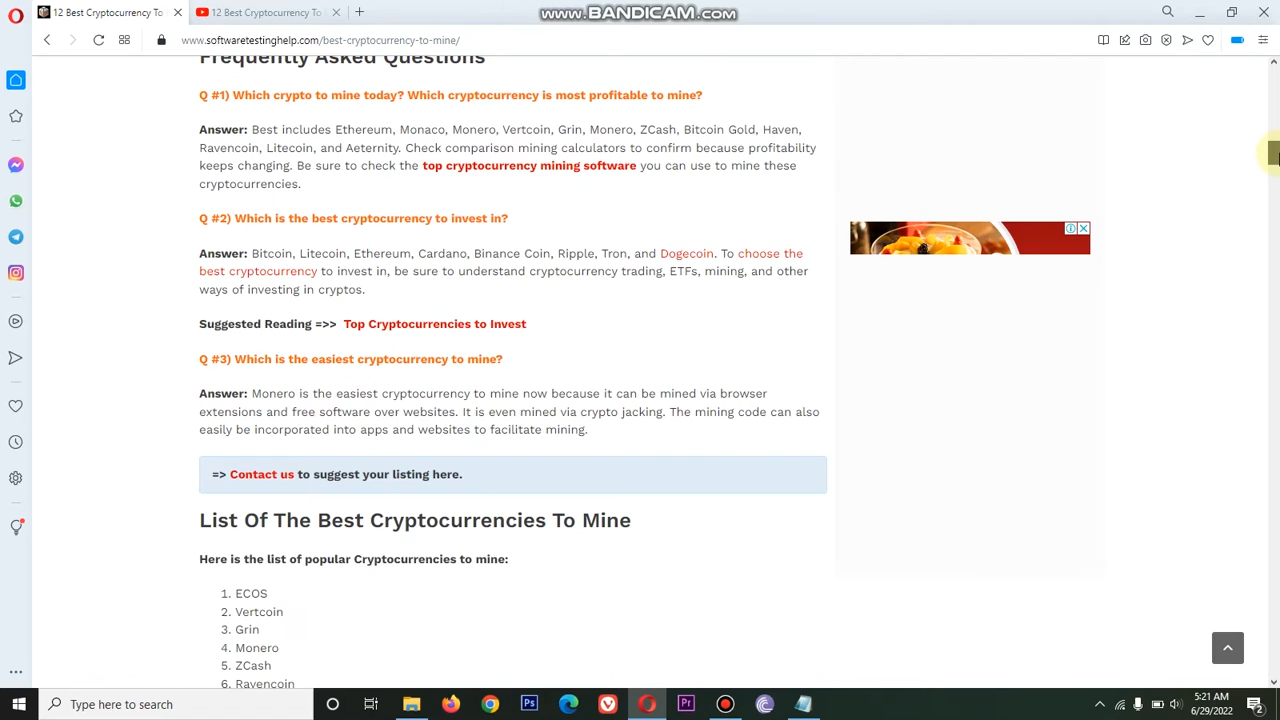 12 Best Cryptocurrency To
12 Best Cryptocurrency To
www.BANDICAM.com
www.softwaretestinghelp.com/best-cryptocurrency-to-mine/
Frequently Asked Questions
Q #1) Which crypto to mine today? Which cryptocurrency is most profitable to mine?
Answer: Best includes Ethereum, Monaco, Monero, Vertcoin, Grin, Monero, ZCash, Bitcoin Gold, Haven,
Ravencoin, Litecoin, and Aeternity. Check comparison mining calculators to confirm because profitability
keeps changing. Be sure to check the top cryptocurrency mining software you can use to mine these
cryptocurrencies.
Q #2) Which is the best cryptocurrency to invest in?
Answer: Bitcoin, Litecoin, Ethereum, Cardano, Binance Coin, Ripple, Tron, and Dogecoin. To choose the
best cryptocurrency to invest in, be sure to understand cryptocurrency trading, ETFs, mining, and other
ways of investing in cryptos.
Suggested Reading =>> Top Cryptocurrencies to Invest
Q #3) Which is the easiest cryptocurrency to mine?
Answer: Monero is the easiest cryptocurrency to mine now because it can be mined via browser
extensions and free software over websites. It is even mined via crypto jacking. The mining code can also
easily be incorporated into apps and websites to facilitate mining.
=> Contact us to suggest your listing here.
List Of The Best Cryptocurrencies To Mine
Here is the list of popular Cryptocurrencies to mine:
1. ECOS
2. Vertcoin
3. Grin
4. Monero
5. ZCash
6. Ravencoin
Type here to search
Ps
Pr
5:21 AM
6/29/2022
2